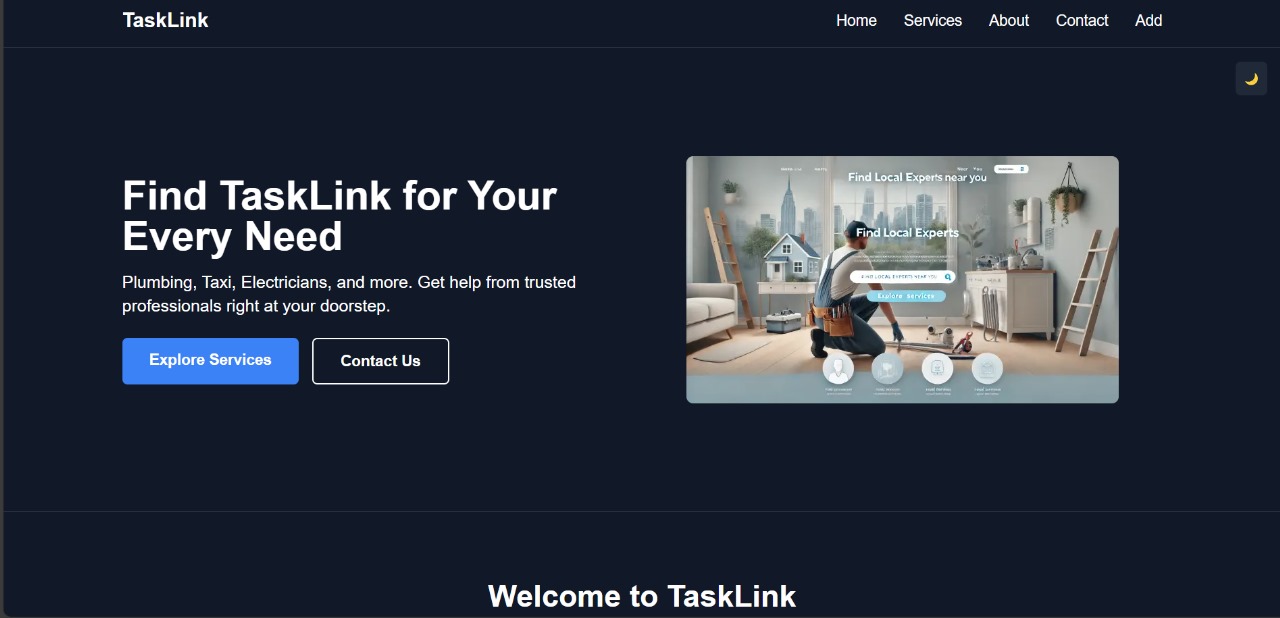 TaskLink
Home Services About Contact Add
Find TaskLink for Your
Every Need
Plumbing, Taxi, Electricians, and more. Get help from trusted
professionals right at your doorstep.
Explore Services Contact Us
Find Local Experts near you
Find Local Experts
FIND LOCAL EXPERTS NEAR YOU
Explore services
Welcome to TaskLink